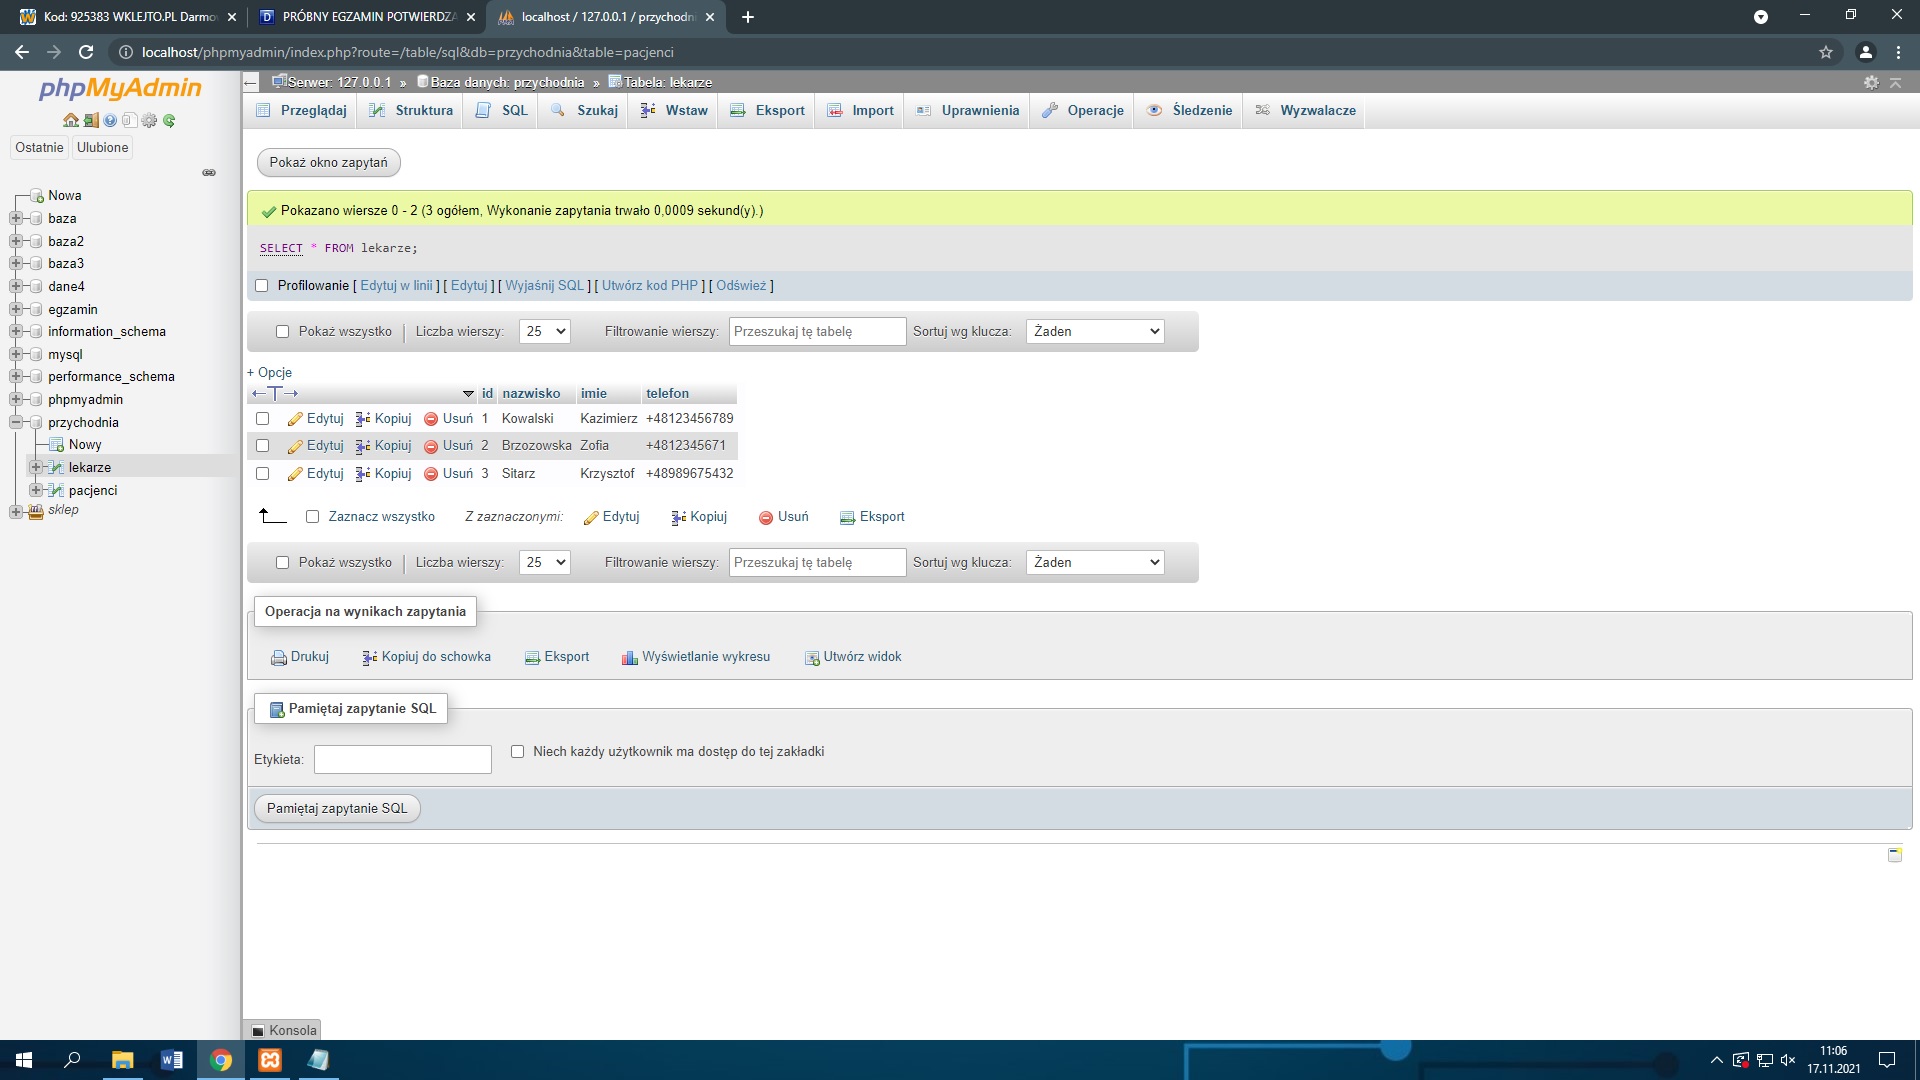 Kod: 925383 WKLEJTO.PL Darmo
PRÓBNY EGZAMIN POTWIERDZA
localhost / 127.0.0.1 / przychodni
localhost/phpmyadmin/index.php?route=/table/sql&db=przychodnia&table=pacjenci
phpMyAdmin
Ostatnie Ulubione
Nowa
baza
baza2
baza3
dane4
egzamin
information_schema
mysql
performance_schema
phpmyadmin
przychodnia
Nowy
lekarze
pacjenci
sklep
Serwer: 127.0.0.1 » Baza danych: przychodnia » Tabela: lekarze
Przeglądaj Struktura SQL Szukaj Wstaw Eksport Import Uprawnienia Operacje Śledzenie Wyzwalacze
Pokaż okno zapytań
Pokazano wiersze 0 - 2 (3 ogółem, Wykonanie zapytania trwało 0,0009 sekund(y).)
SELECT * FROM lekarze;
Profilowanie [ Edytuj w linii ] [ Edytuj ] [ Wyjaśnij SQL ] [ Utwórz kod PHP ] [ Odśwież ]
Pokaż wszystko Liczba wierszy: 25 Filtrowanie wierszy: Przeszukaj tę tabelę Sortuj wg klucza: Żaden
+ Opcje
←T→ id nazwisko imie telefon
Edytuj Kopiuj Usuń 1 Kowalski Kazimierz +48123456789
Edytuj Kopiuj Usuń 2 Brzozowska Zofia +4812345671
Edytuj Kopiuj Usuń 3 Sitarz Krzysztof +48989675432
Zaznacz wszystko Z zaznaczonymi: Edytuj Kopiuj Usuń Eksport
Pokaż wszystko Liczba wierszy: 25 Filtrowanie wierszy: Przeszukaj tę tabelę Sortuj wg klucza: Żaden
Operacja na wynikach zapytania
Drukuj Kopiuj do schowka Eksport Wyświetlanie wykresu Utwórz widok
Pamiętaj zapytanie SQL
Etykieta: Niech każdy użytkownik ma dostęp do tej zakładki
Pamiętaj zapytanie SQL
Konsola
11:06
17.11.2021